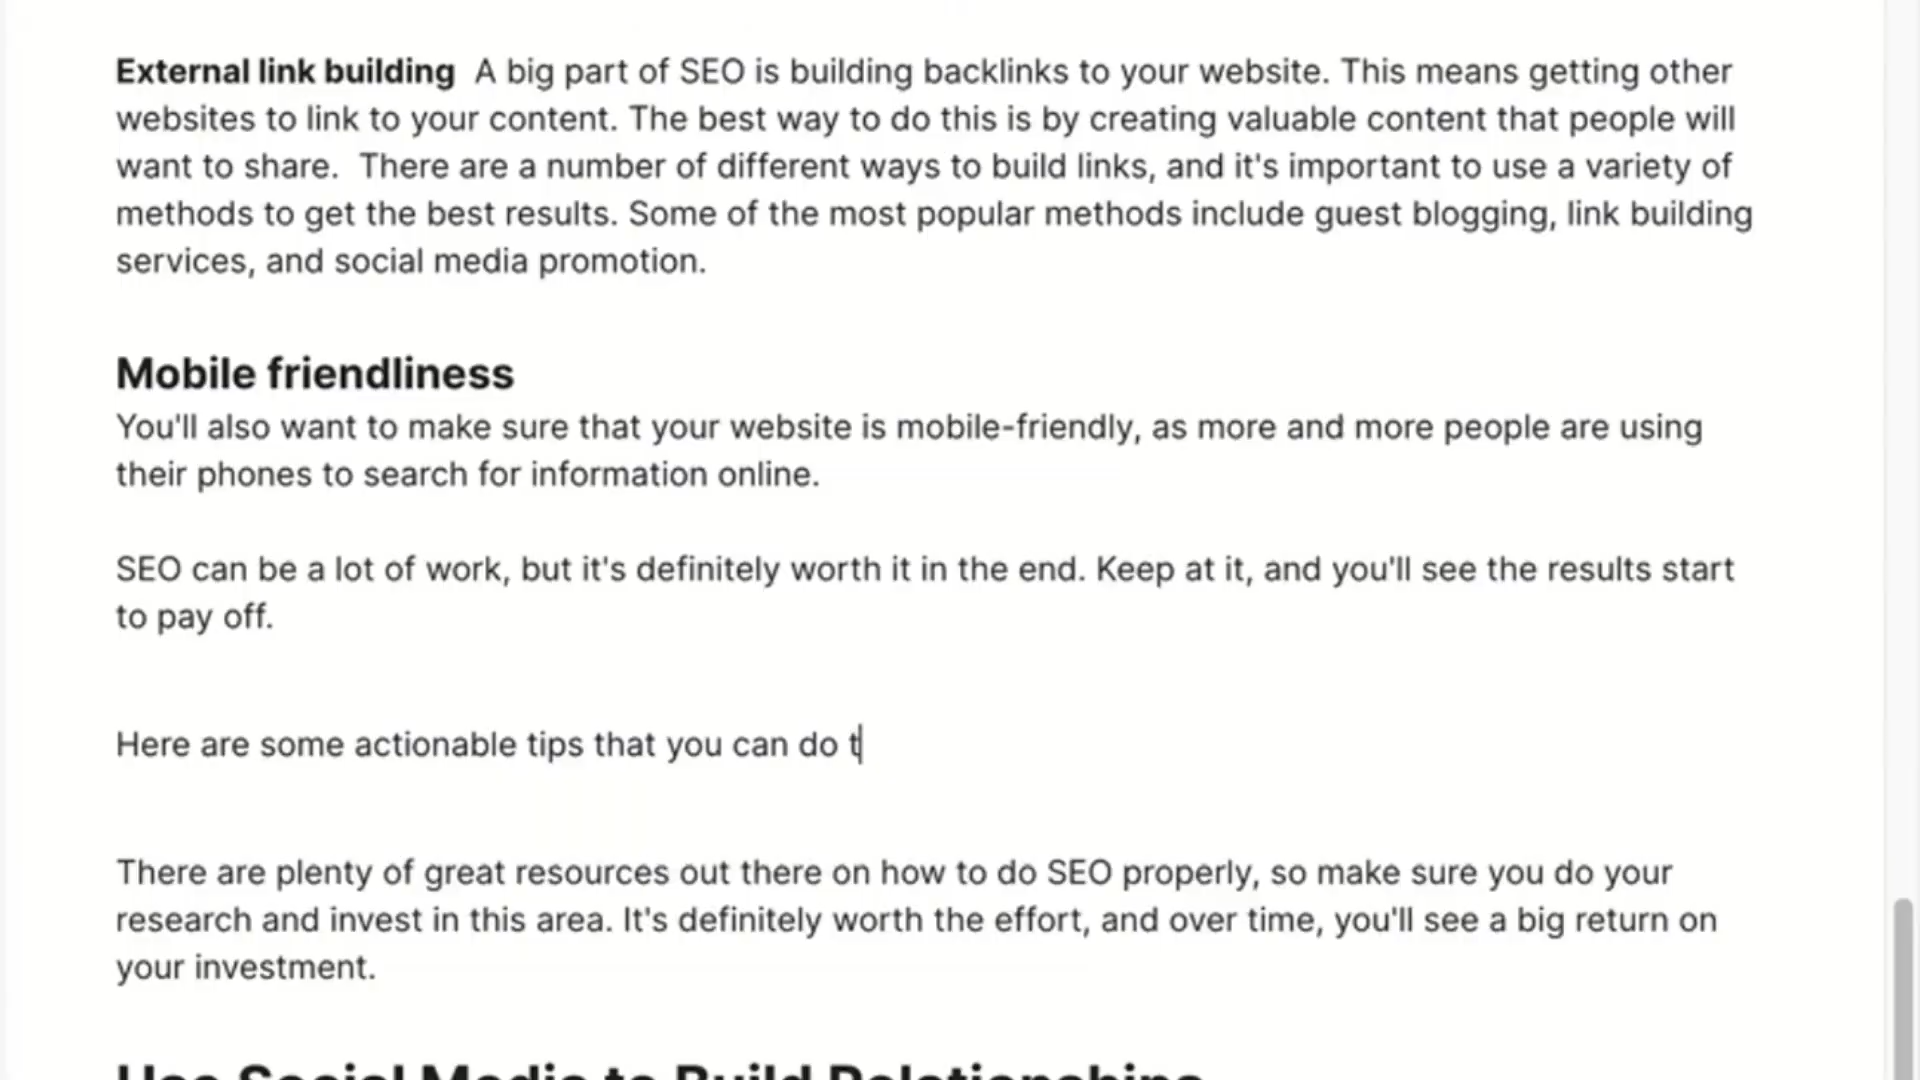 External link building  A big part of SEO is building backlinks to your website. This means getting other
websites to link to your content. The best way to do this is by creating valuable content that people will
want to share.  There are a number of different ways to build links, and it's important to use a variety of
methods to get the best results. Some of the most popular methods include guest blogging, link building
services, and social media promotion.
Mobile friendliness
You'll also want to make sure that your website is mobile-friendly, as more and more people are using
their phones to search for information online.
SEO can be a lot of work, but it's definitely worth it in the end. Keep at it, and you'll see the results start
to pay off.
Here are some actionable tips that you can do t
There are plenty of great resources out there on how to do SEO properly, so make sure you do your
research and invest in this area. It's definitely worth the effort, and over time, you'll see a big return on
your investment.
Use Social Media to Build Relationships